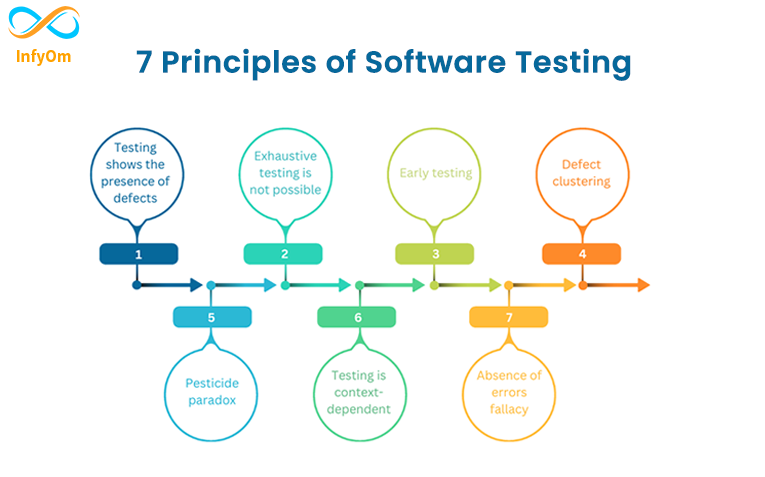 InfyOm
7 Principles of Software Testing
Testing
shows the
presence of
defects
Exhaustive
testing is
not possible
Early testing
Defect
clustering
1
2
3
4
5
6
7
Pesticide
paradox
Testing is
context-
dependent
Absence of
errors
fallacy